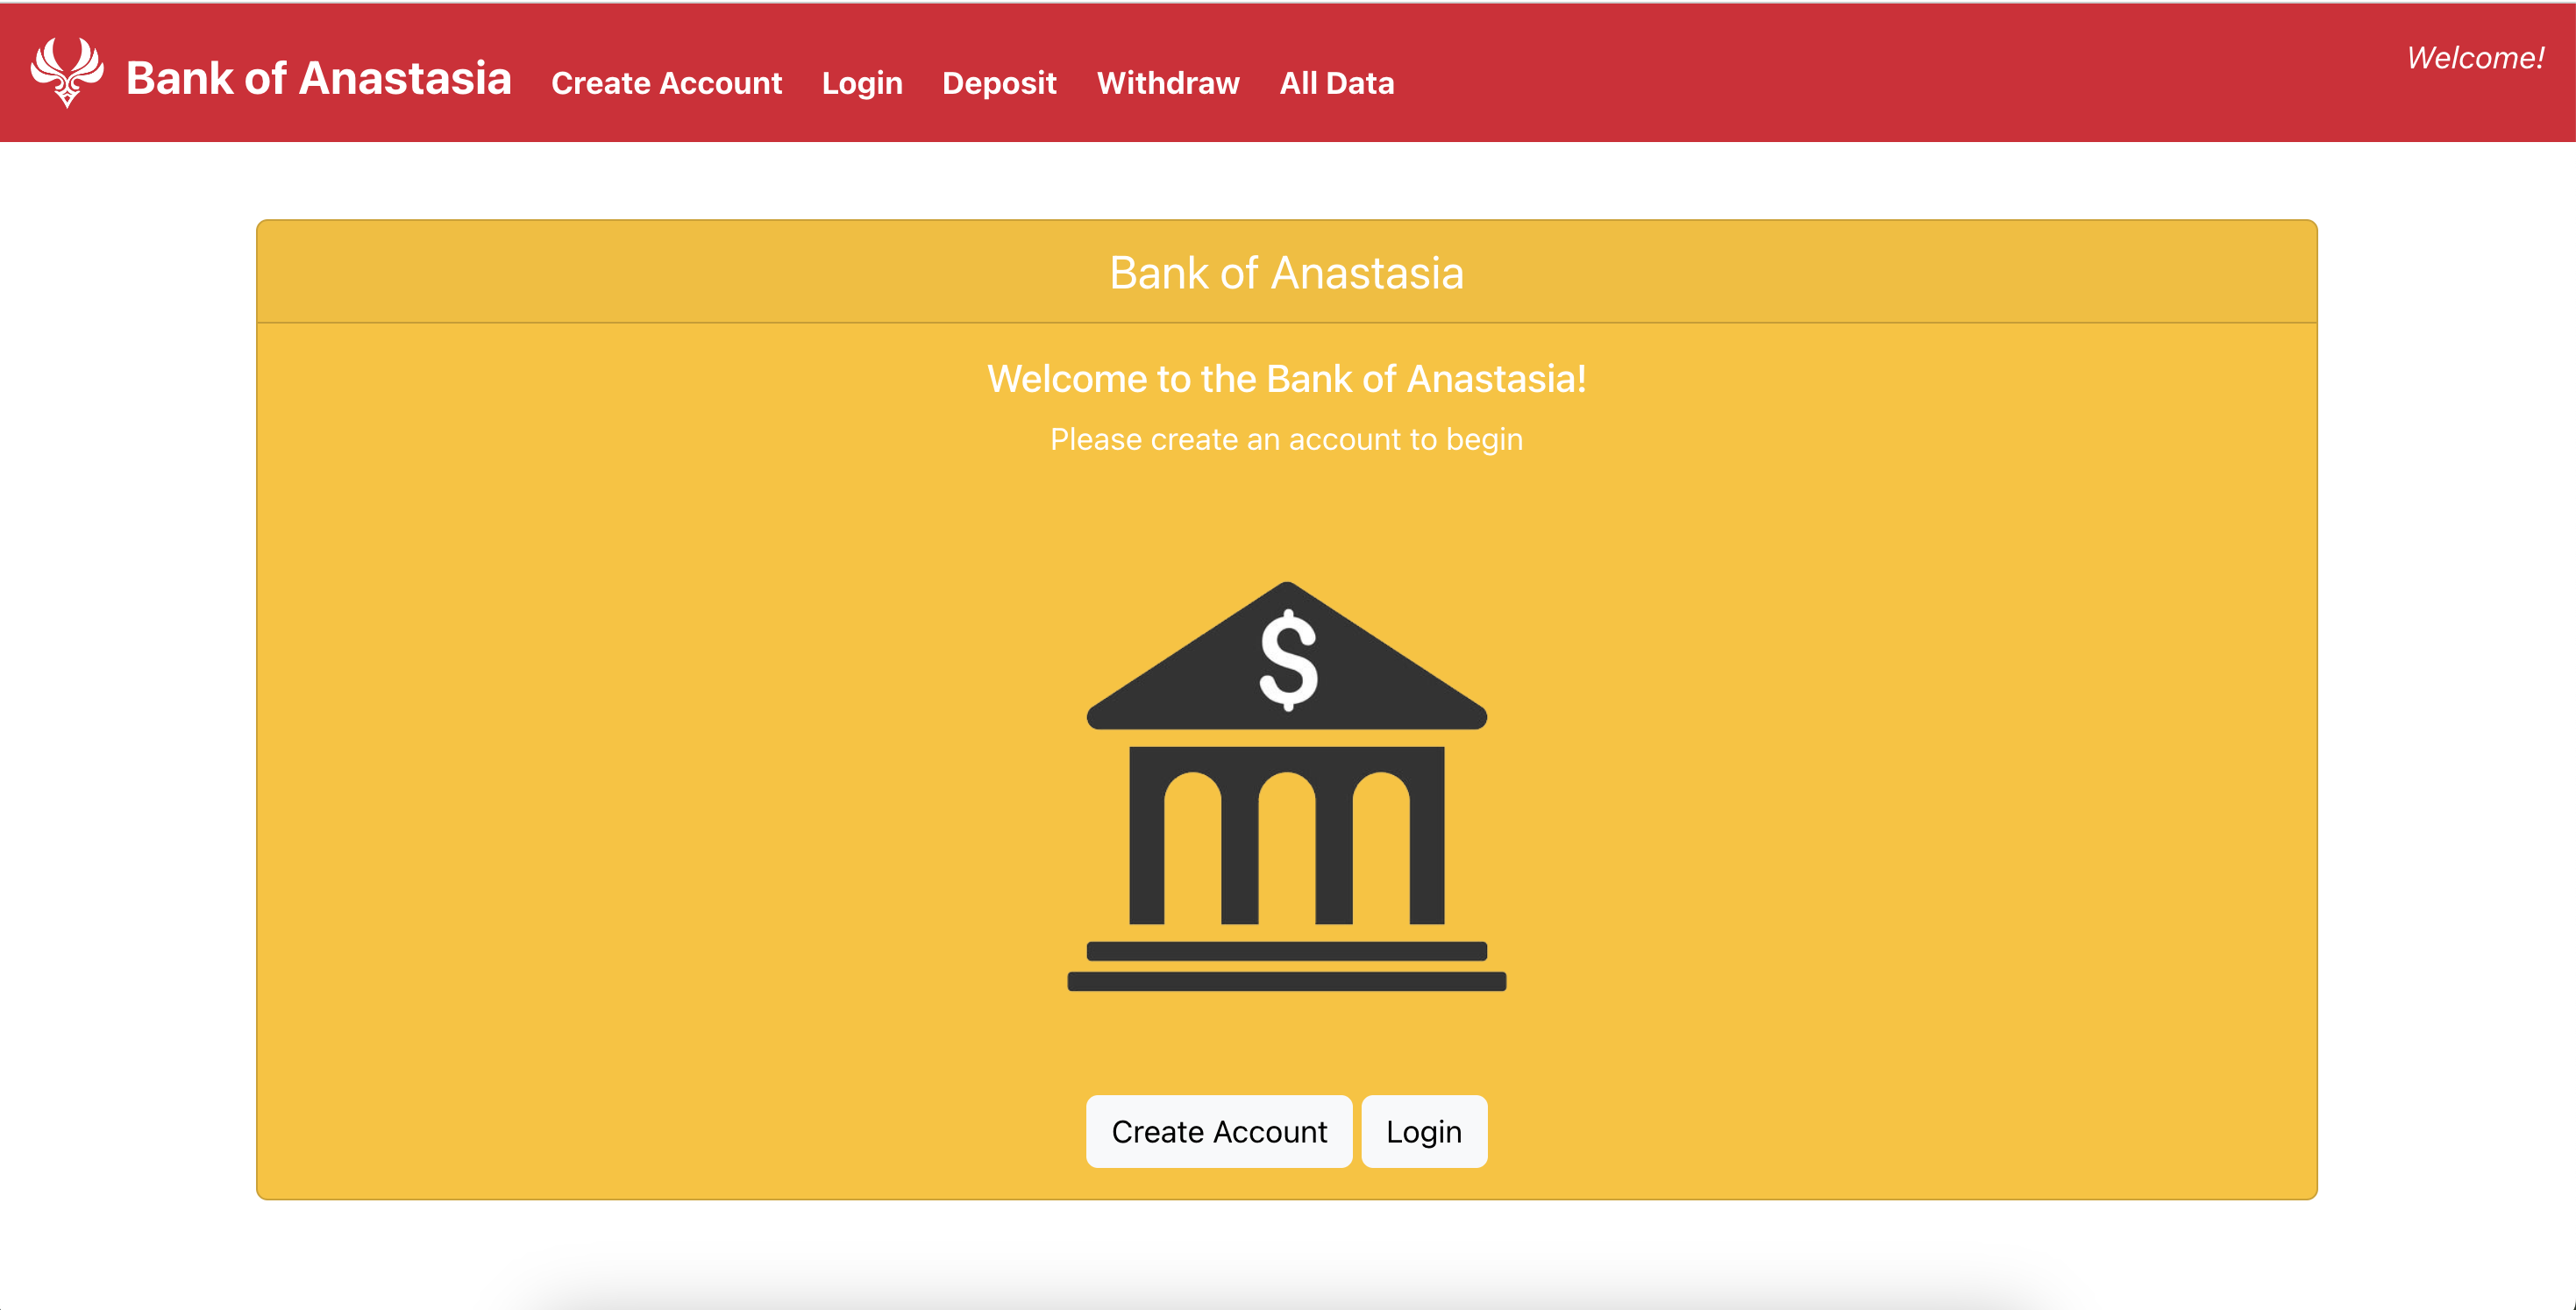 Bank of Anastasia Create Account Login Deposit Withdraw All Data Welcome!
Bank of Anastasia
Welcome to the Bank of Anastasia!
Please create an account to begin
$
Create Account Login